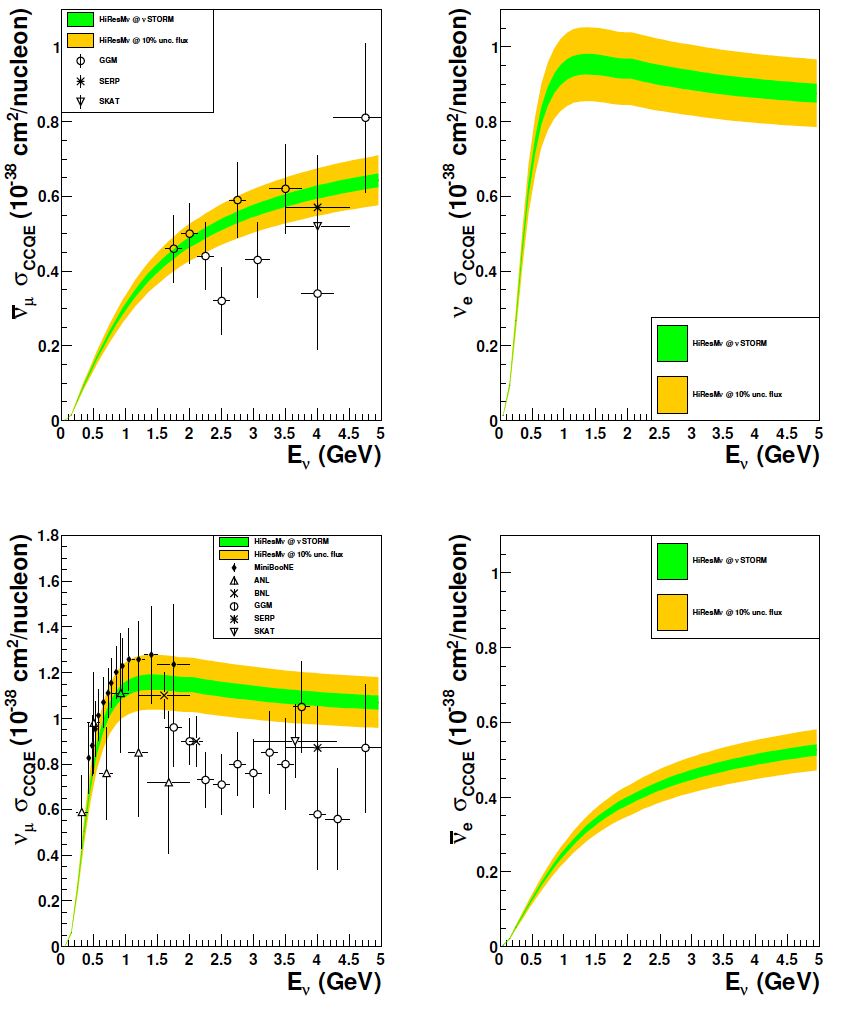 HiResMν @ νSTORM
HiResMν @ 10% unc. flux
GGM
SERP
SKAT
ν̅μ σCCQE (10-38 cm2/nucleon)
1
0.8
0.6
0.4
0.2
0
0 0.5 1 1.5 2 2.5 3 3.5 4 4.5 5
Eν (GeV)
νe σCCQE (10-38 cm2/nucleon)
1
0.8
0.6
0.4
0.2
0
HiResMν @ νSTORM
HiResMν @ 10% unc. flux
0 0.5 1 1.5 2 2.5 3 3.5 4 4.5 5
Eν (GeV)
νμ σCCQE (10-38 cm2/nucleon)
1.8
1.6
1.4
1.2
1
0.8
0.6
0.4
0.2
0
HiResMν @ νSTORM
HiResMν @ 10% unc. flux
MiniBooNE
ANL
BNL
GGM
SERP
SKAT
0 0.5 1 1.5 2 2.5 3 3.5 4 4.5 5
Eν (GeV)
ν̅e σCCQE (10-38 cm2/nucleon)
1
0.8
0.6
0.4
0.2
0
HiResMν @ νSTORM
HiResMν @ 10% unc. flux
0 0.5 1 1.5 2 2.5 3 3.5 4 4.5 5
Eν (GeV)